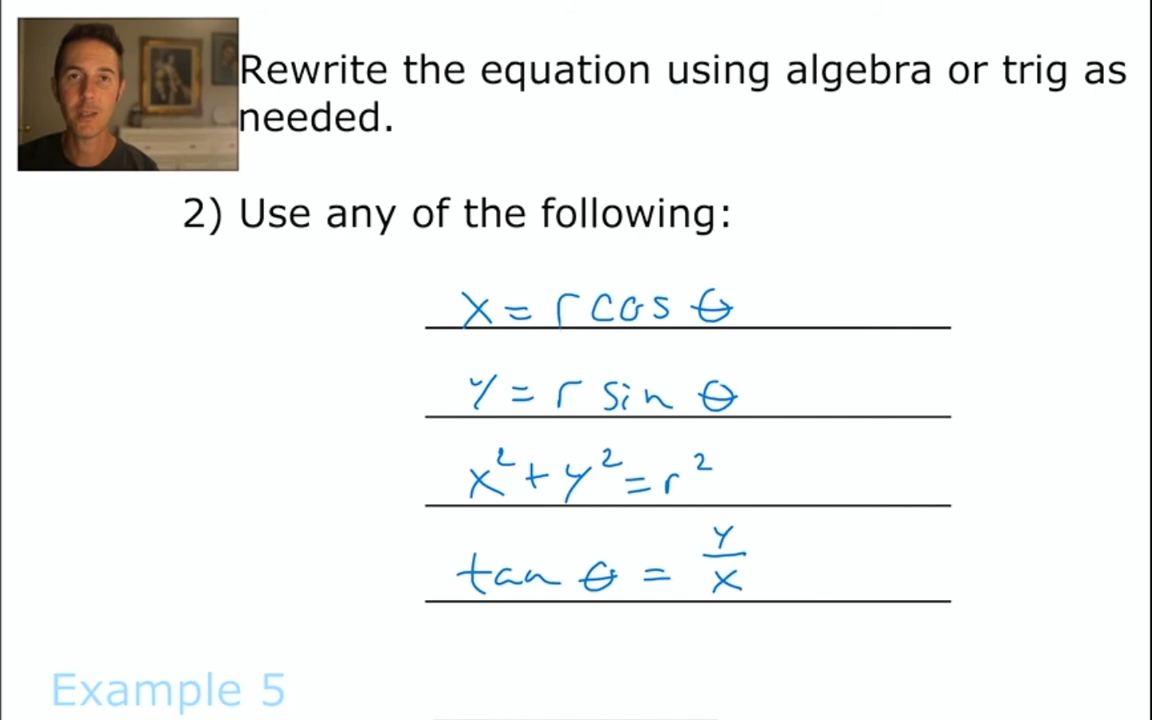 Rewrite the equation using algebra or trig as
needed.
2) Use any of the following:
x = r cos θ
y = r sin θ
x² + y² = r²
tan θ = y/x
Example 5